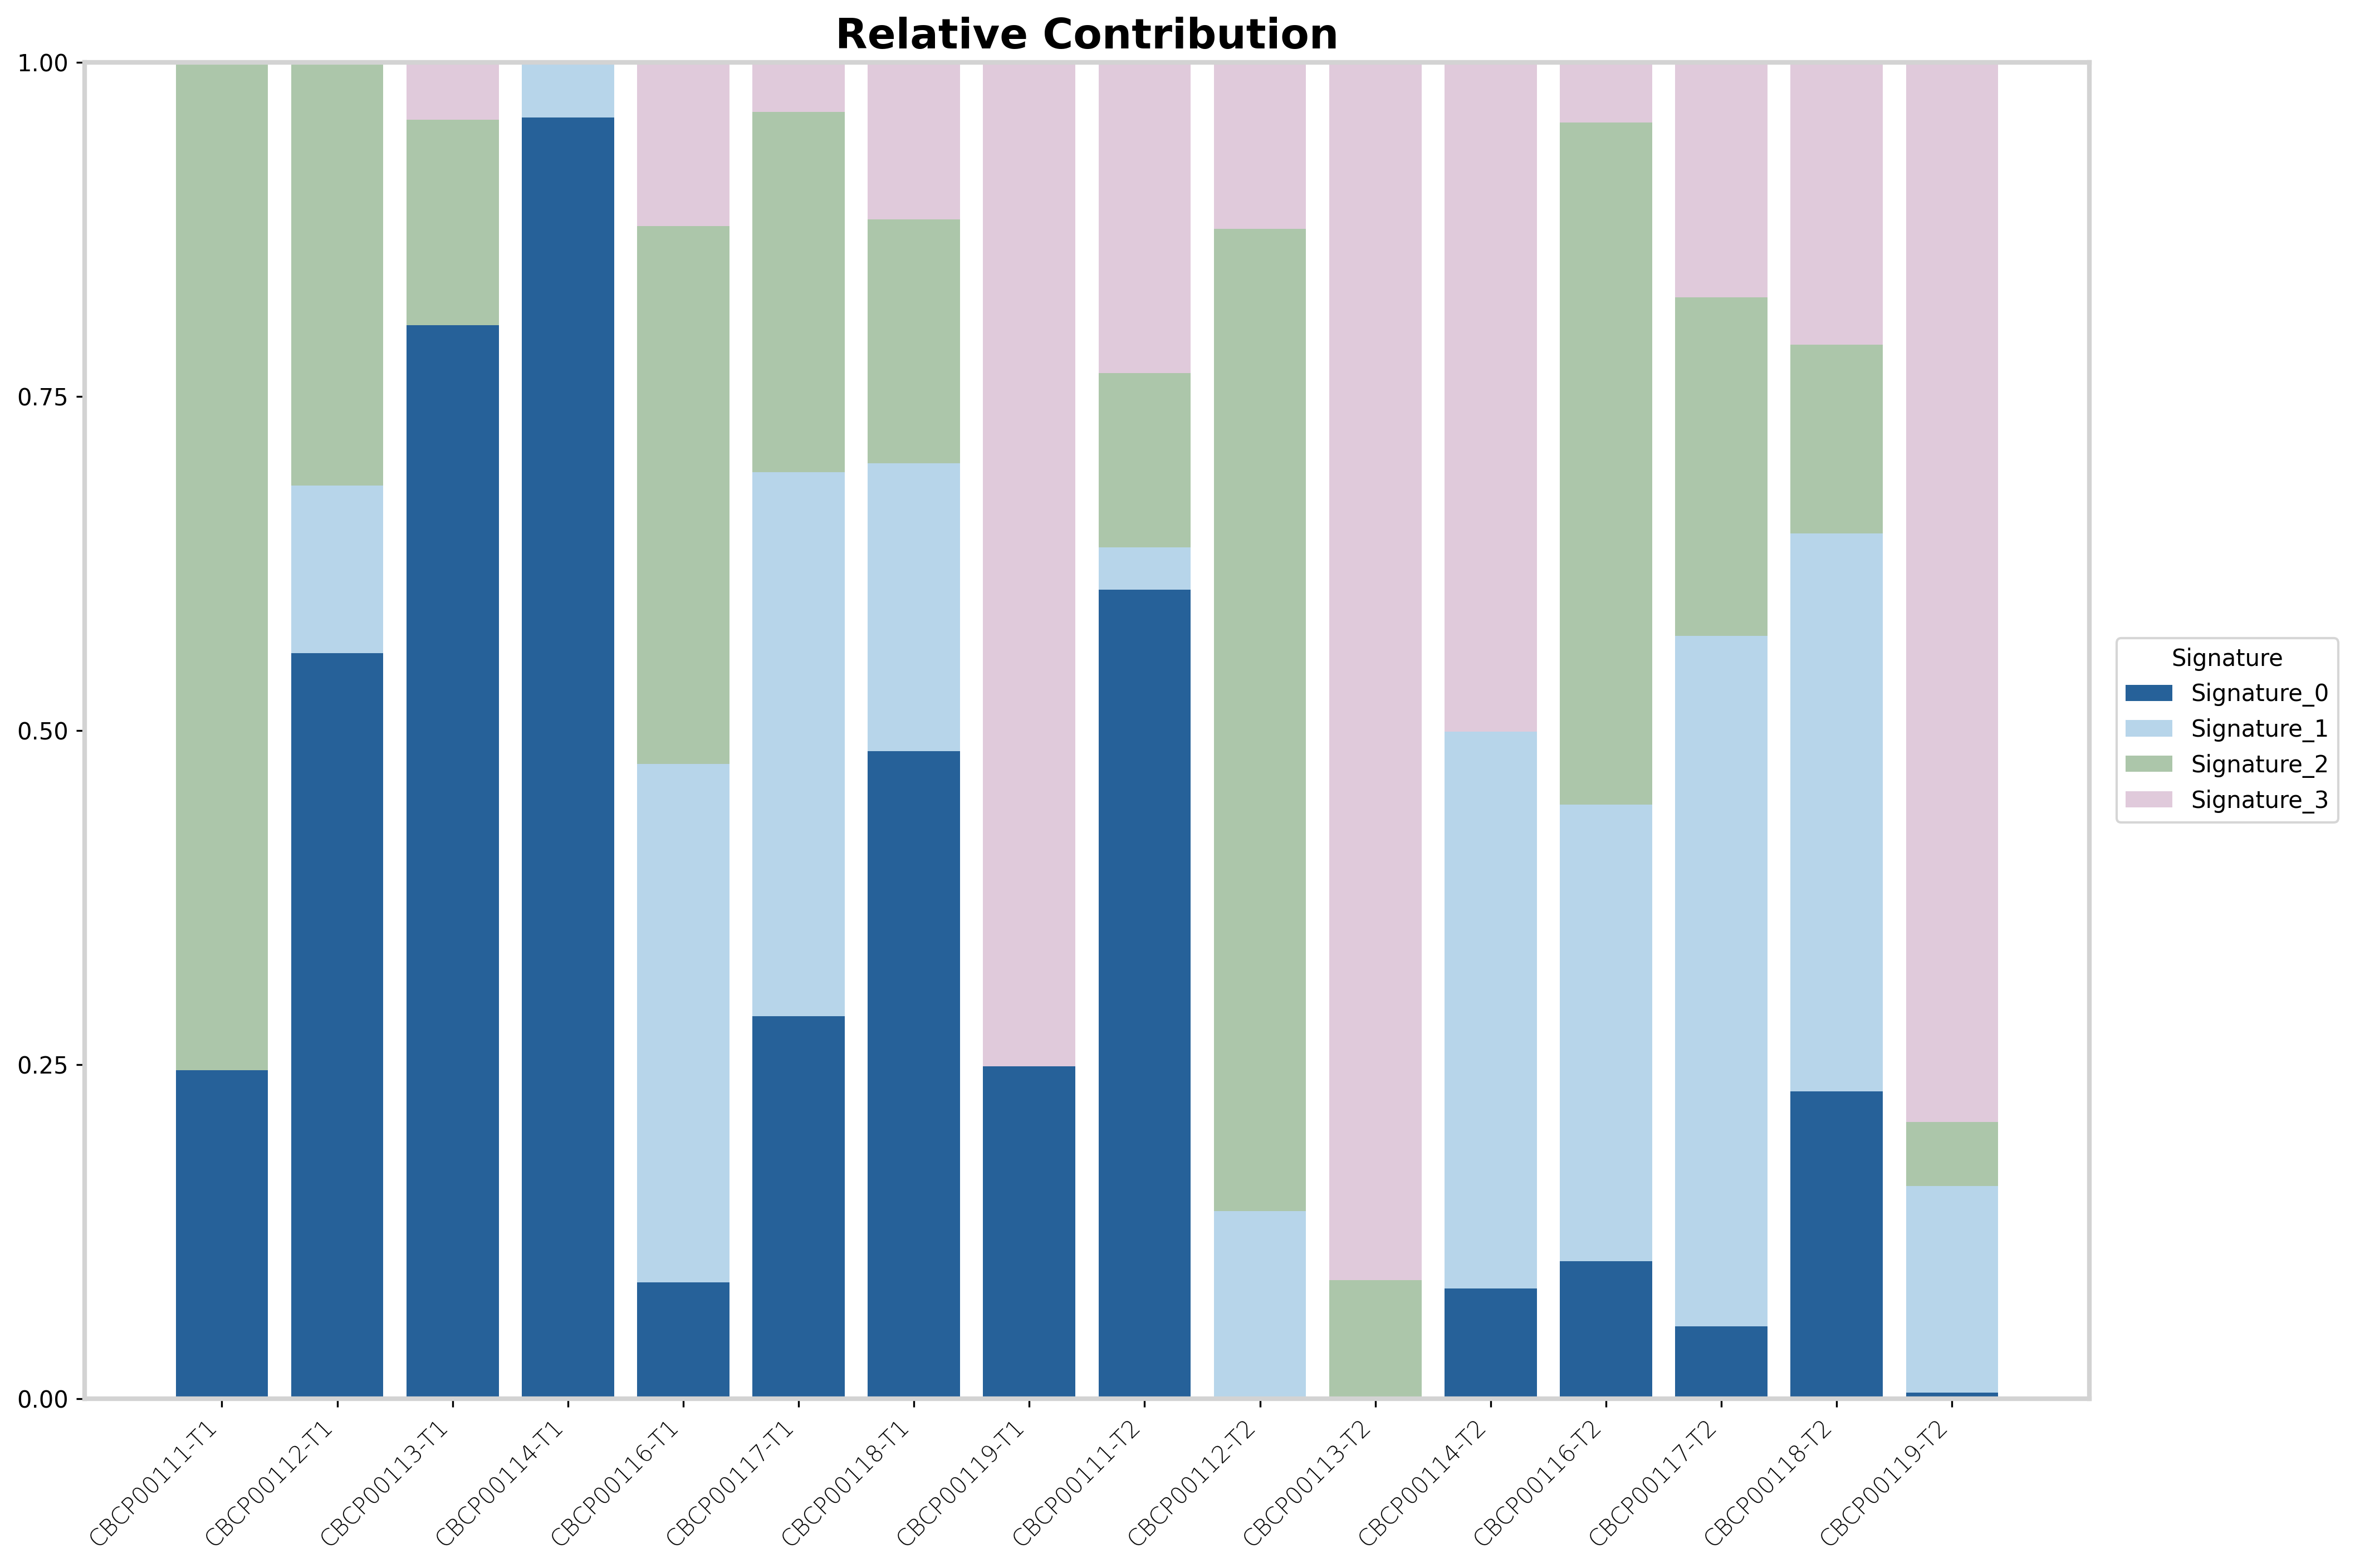 Relative Contribution
1.00
0.75
0.50
0.25
0.00
Signature
Signature_0
Signature_1
Signature_2
Signature_3
CBCP00111-T1
CBCP00112-T1
CBCP00113-T1
CBCP00114-T1
CBCP00116-T1
CBCP00117-T1
CBCP00118-T1
CBCP00119-T1
CBCP00111-T2
CBCP00112-T2
CBCP00113-T2
CBCP00114-T2
CBCP00116-T2
CBCP00117-T2
CBCP00118-T2
CBCP00119-T2